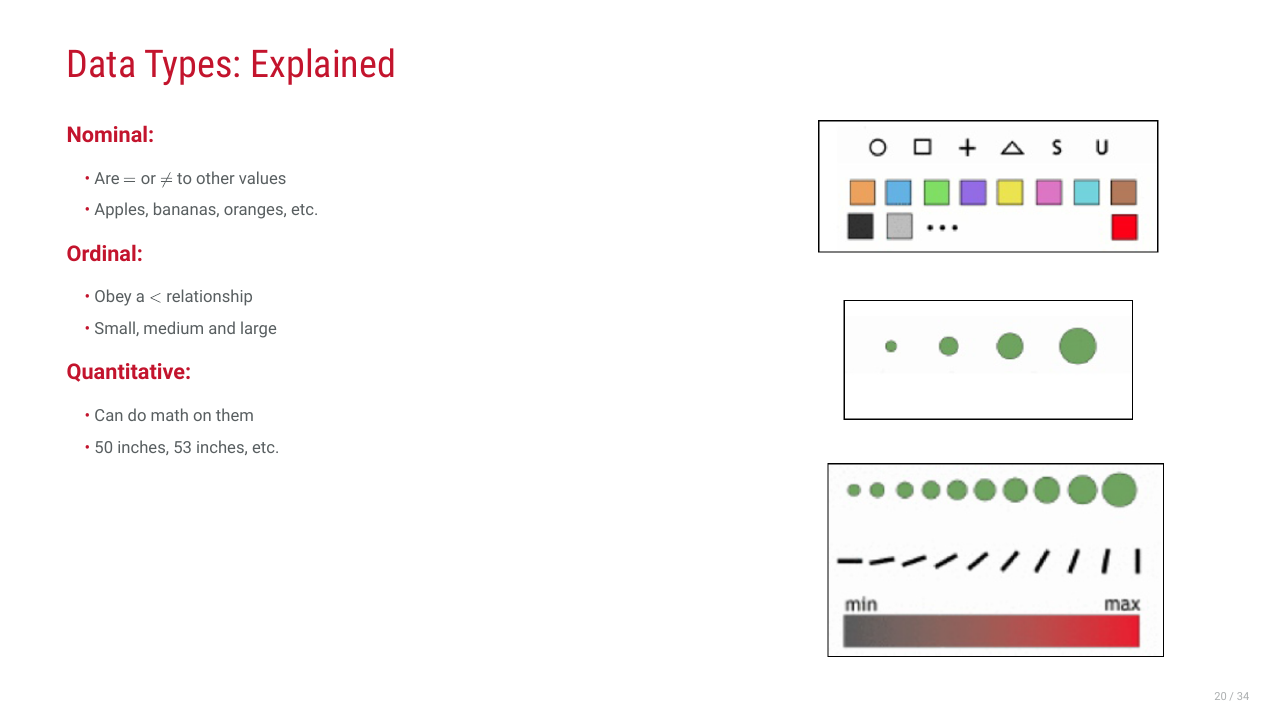 Data Types: Explained
Nominal:
• Are = or ≠ to other values
• Apples, bananas, oranges, etc.
Ordinal:
• Obey a < relationship
• Small, medium and large
Quantitative:
• Can do math on them
• 50 inches, 53 inches, etc.
S U
min max
20 / 34